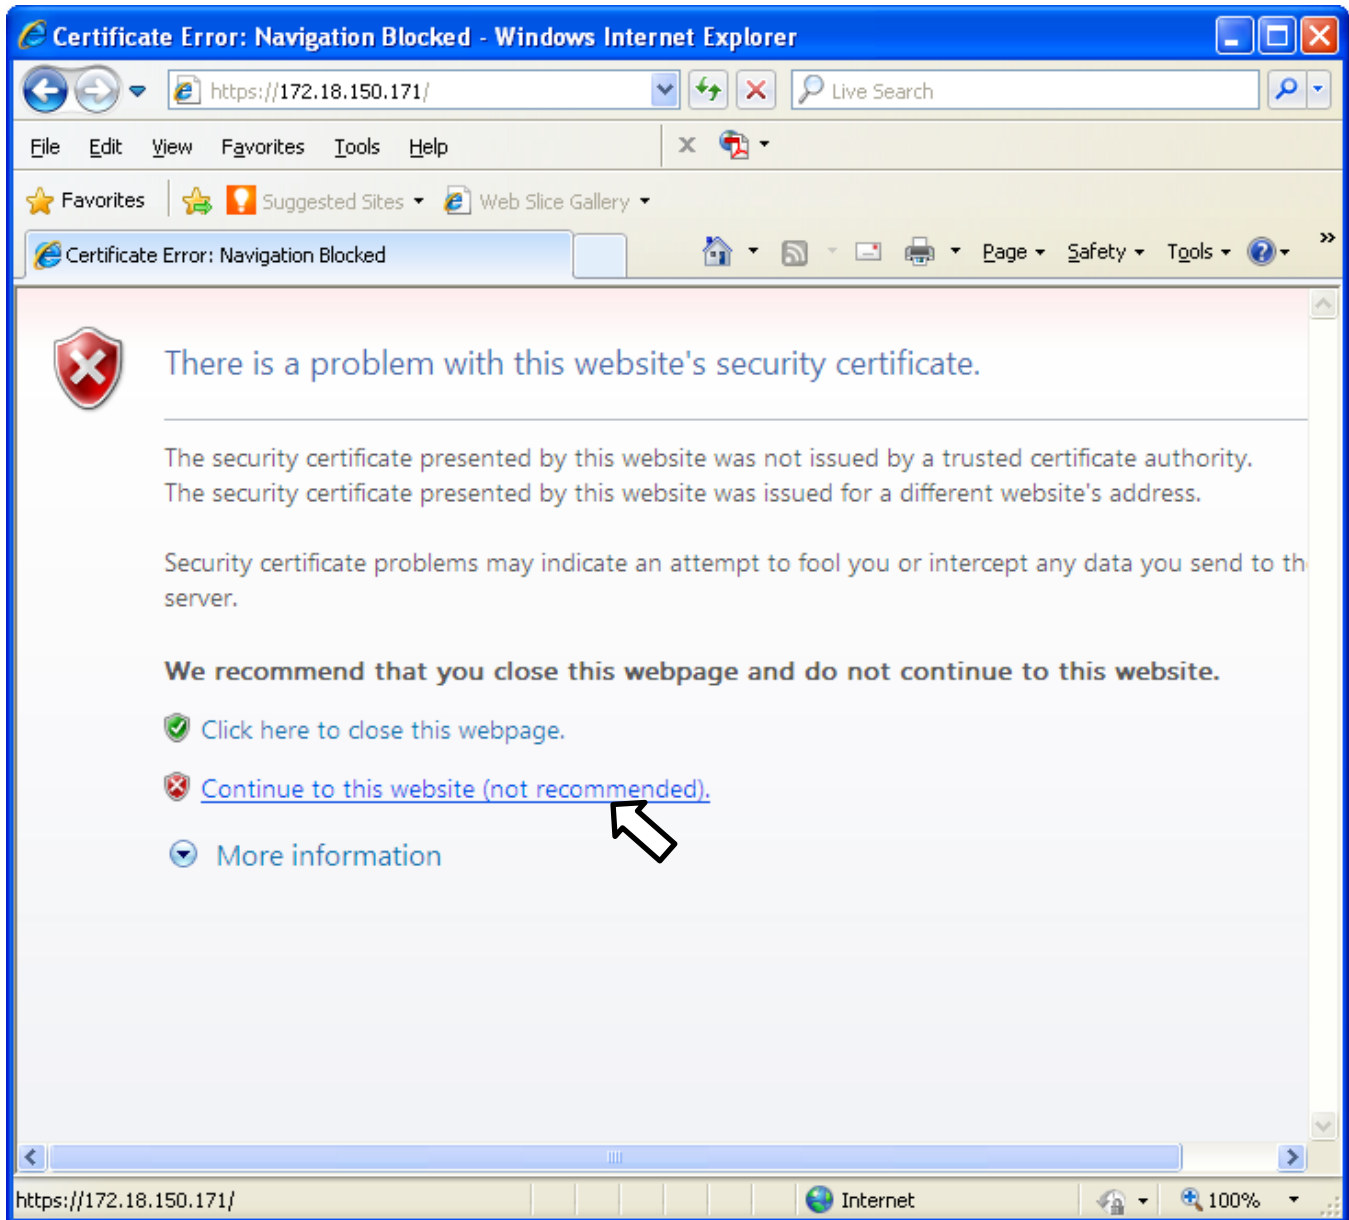 Certificate Error: Navigation Blocked - Windows Internet Explorer
https://172.18.150.171/
Live Search
File Edit View Favorites Tools Help
Favorites Suggested Sites Web Slice Gallery
Certificate Error: Navigation Blocked
Page Safety Tools
There is a problem with this website's security certificate.
The security certificate presented by this website was not issued by a trusted certificate authority.
The security certificate presented by this website was issued for a different website's address.
Security certificate problems may indicate an attempt to fool you or intercept any data you send to th
server.
We recommend that you close this webpage and do not continue to this website.
Click here to close this webpage.
Continue to this website (not recommended).
More information
https://172.18.150.171/ Internet 100%